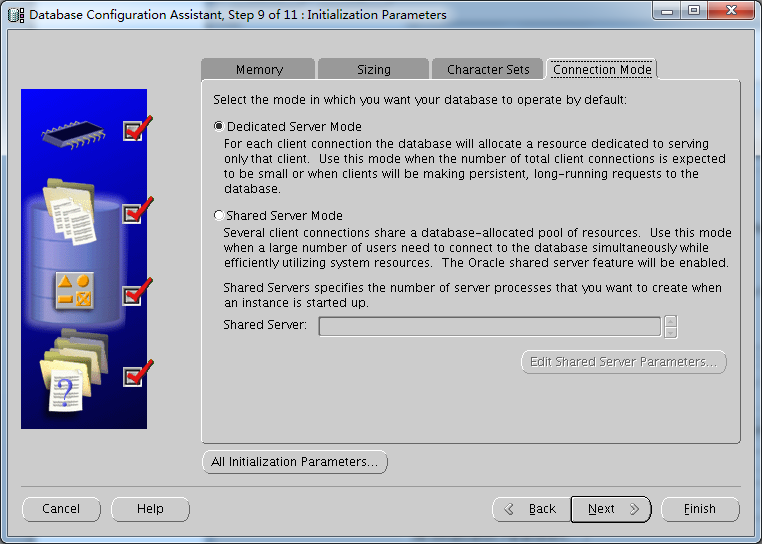 Database Configuration Assistant, Step 9 of 11 : Initialization Parameters
Memory
Sizing
Character Sets
Connection Mode
Select the mode in which you want your database to operate by default:
Dedicated Server Mode
For each client connection the database will allocate a resource dedicated to serving
only that client.  Use this mode when the number of total client connections is expected
to be small or when clients will be making persistent, long-running requests to the
database.
Shared Server Mode
Several client connections share a database-allocated pool of resources.  Use this mode
when a large number of users need to connect to the database simultaneously while
efficiently utilizing system resources.  The Oracle shared server feature will be enabled.
Shared Servers specifies the number of server processes that you want to create when
an instance is started up.
Shared Server:
Edit Shared Server Parameters...
?
All Initialization Parameters...
Cancel
Help
Back
Next
Finish